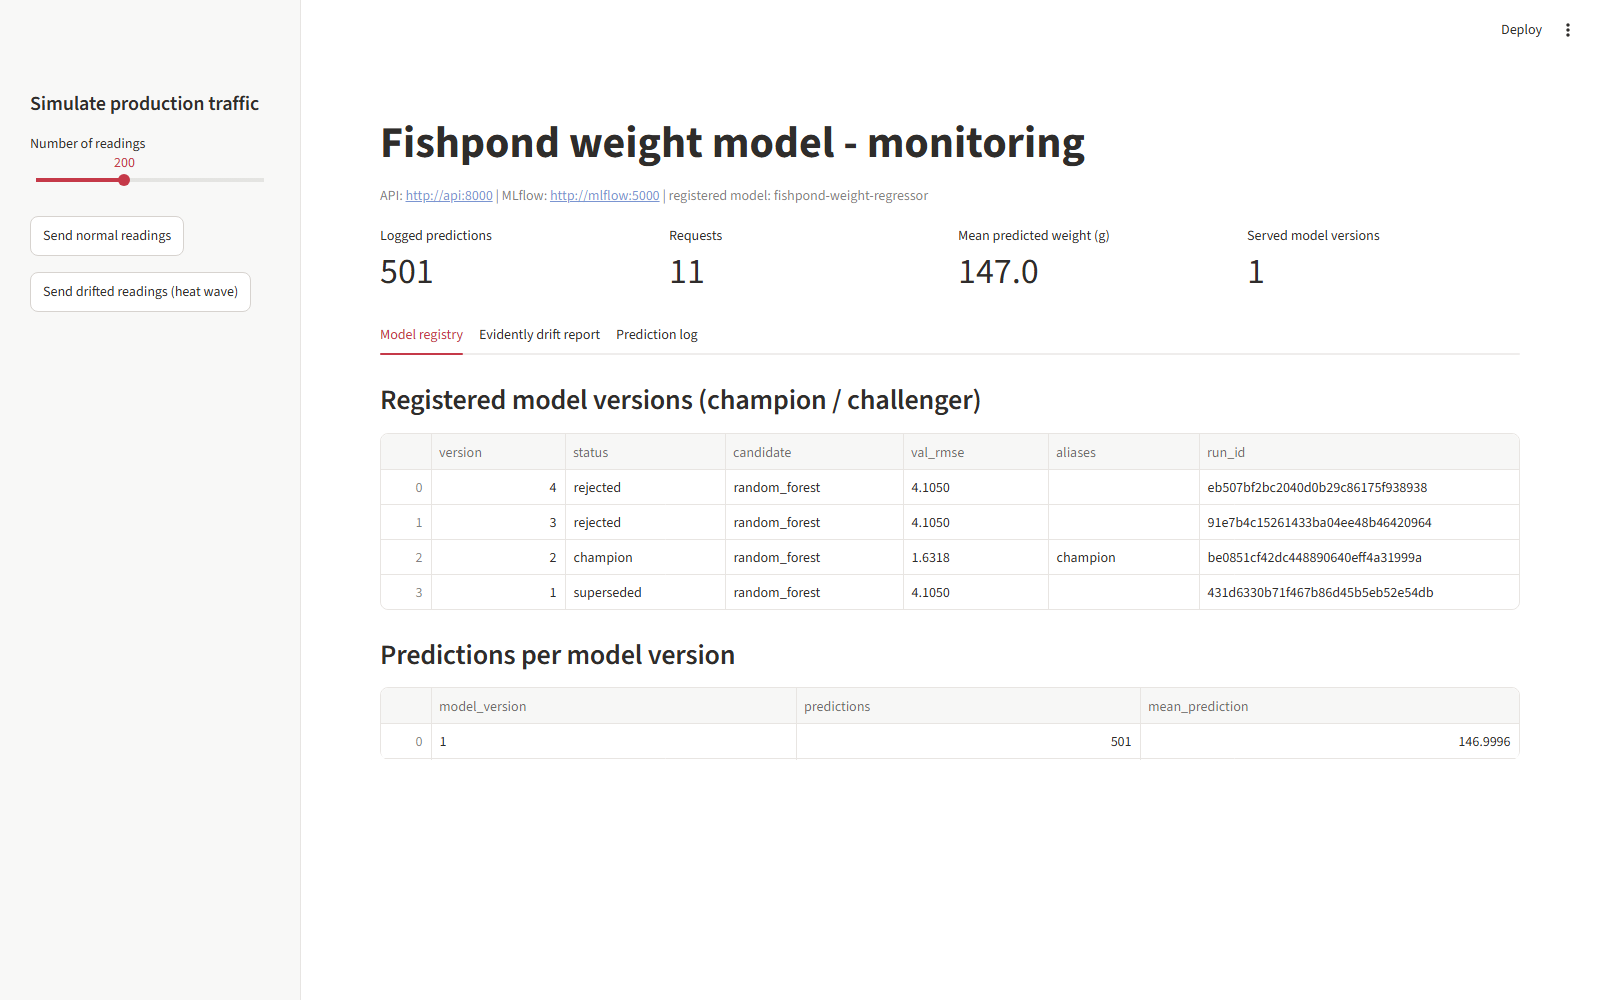 Deploy
Simulate production traffic
Number of readings
200
Send normal readings
Send drifted readings (heat wave)
Fishpond weight model - monitoring
API: http://api:8000 | MLflow: http://mlflow:5000 | registered model: fishpond-weight-regressor
Logged predictions Requests Mean predicted weight (g) Served model versions
501 11 147.0 1
Model registry Evidently drift report Prediction log
Registered model versions (champion / challenger)
version status candidate val_rmse aliases run_id
0 4 rejected random_forest 4.1050 eb507bf2bc2040d0b29c86175f938938
1 3 rejected random_forest 4.1050 91e7b4c15261433ba04ee48b46420964
2 2 champion random_forest 1.6318 champion be0851cf42dc448890640eff4a31999a
3 1 superseded random_forest 4.1050 431d6330b71f467b86d45b5eb52e54db
Predictions per model version
model_version predictions mean_prediction
0 1 501 146.9996